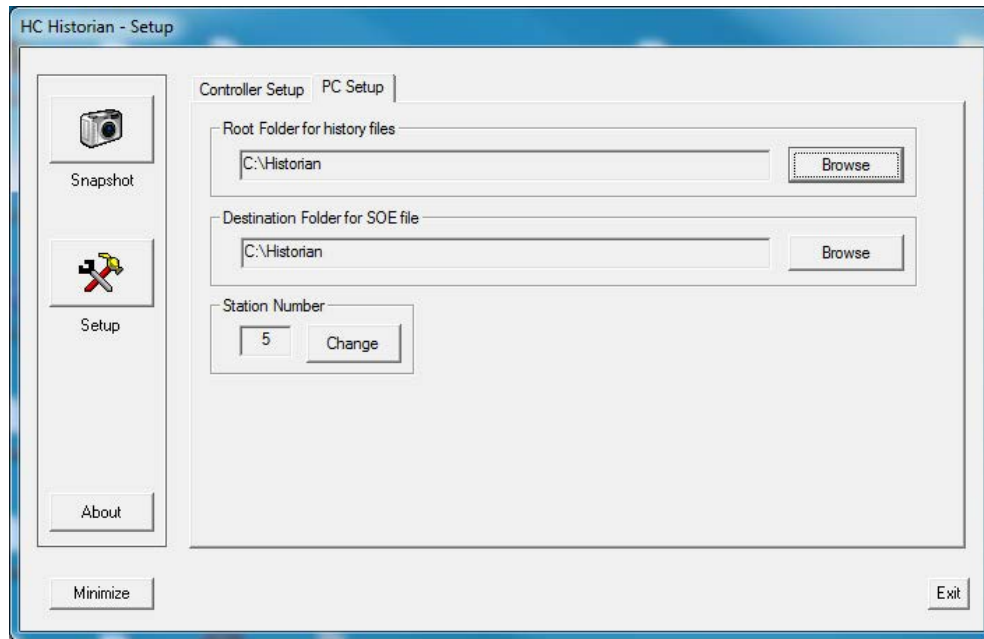 HC Historian - Setup
Controller Setup PC Setup
Root Folder for history files
C:\Historian Browse
Snapshot
Destination Folder for SOE file
C:\Historian Browse
Station Number
Setup
5 Change
About
Minimize Exit